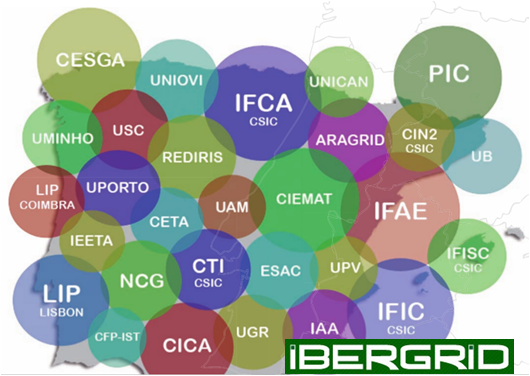 CESGA
UNIOVI
IFCA
CSIC
UNICAN
PIC
UMINHO
USC
REDIRIS
ARAGRID
CIN2
CSIC
UB
LIP
COIMBRA
UPORTO
CETA
UAM
CIEMAT
IFAE
IEETA
NCG
CTI
CSIC
ESAC
UPV
IFISC
CSIC
LIP
LISBON
CFP-IST
CICA
UGR
IAA
IFIC
CSIC
iBERGRID